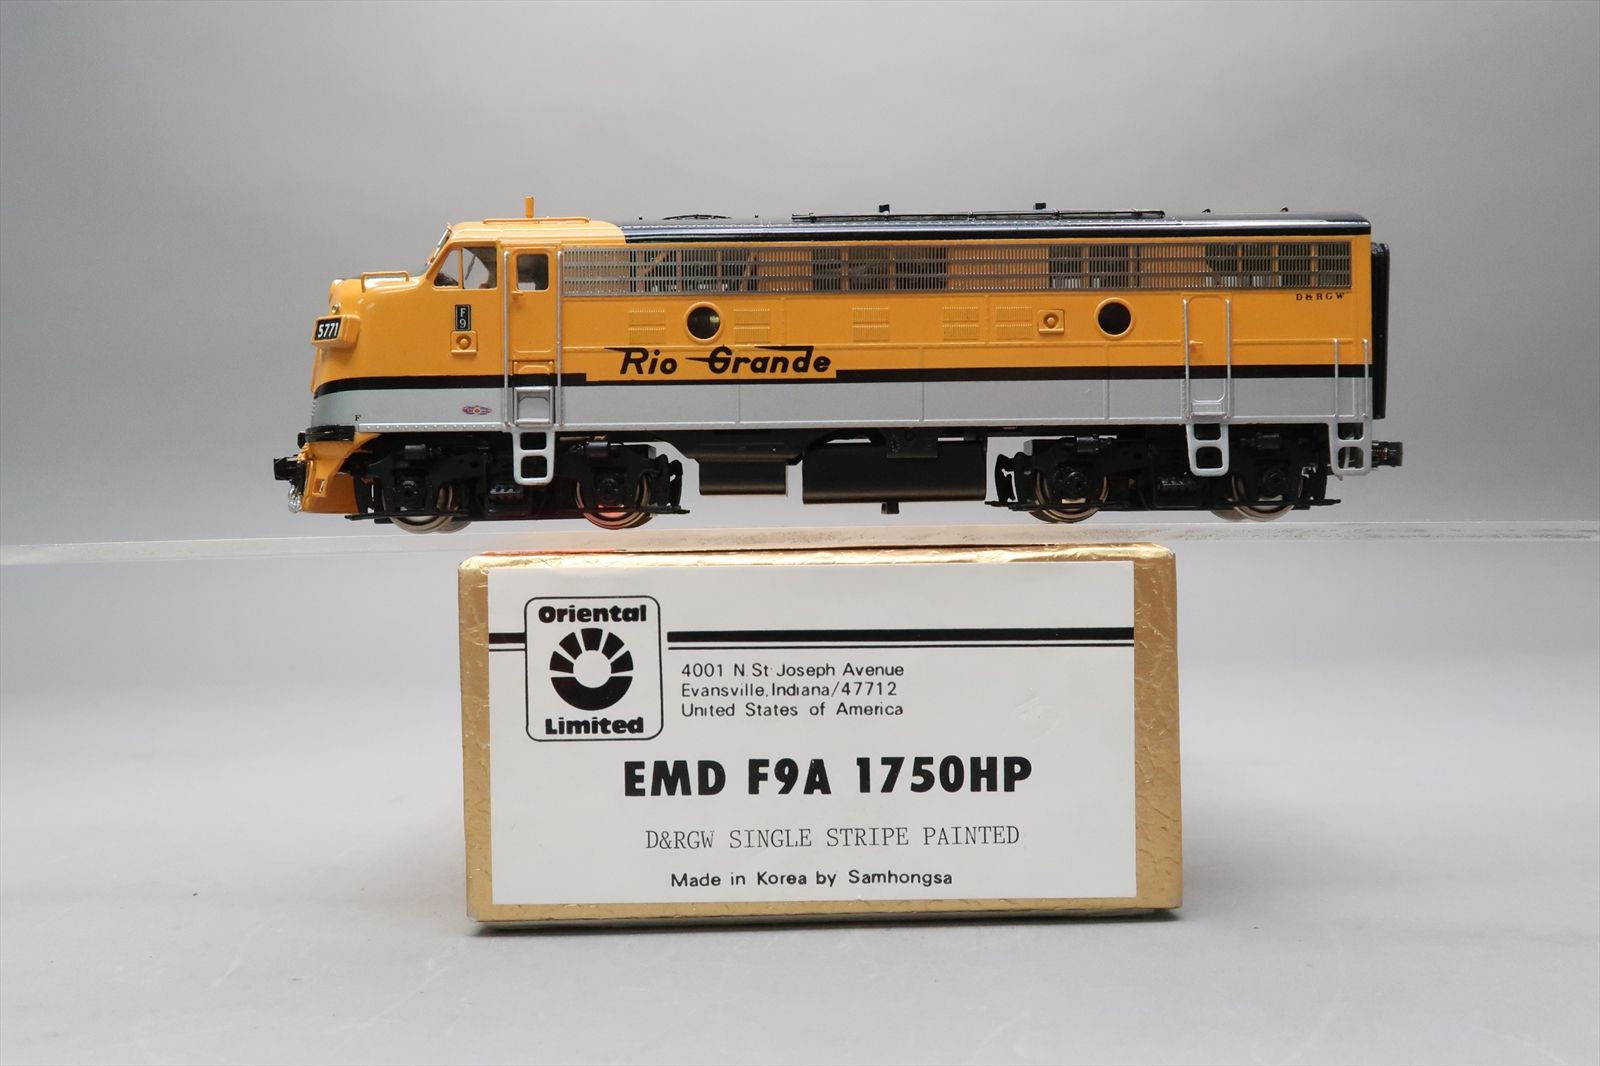 D&RGW
F
9
5771
Rio Grande
F
Oriental
Limited
4001 N. St. Joseph Avenue
Evansville, Indiana/47712
United States of America
EMD F9A 1750HP
D&RGW SINGLE STRIPE PAINTED
Made in Korea by Samhongsa